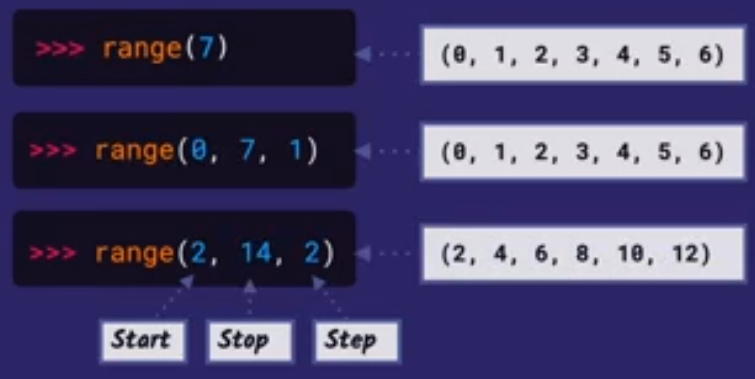 >>> range(7)
(0, 1, 2, 3, 4, 5, 6)
>>> range(0, 7, 1)
(0, 1, 2, 3, 4, 5, 6)
>>> range(2, 14, 2)
(2, 4, 6, 8, 10, 12)
Start
Stop
Step